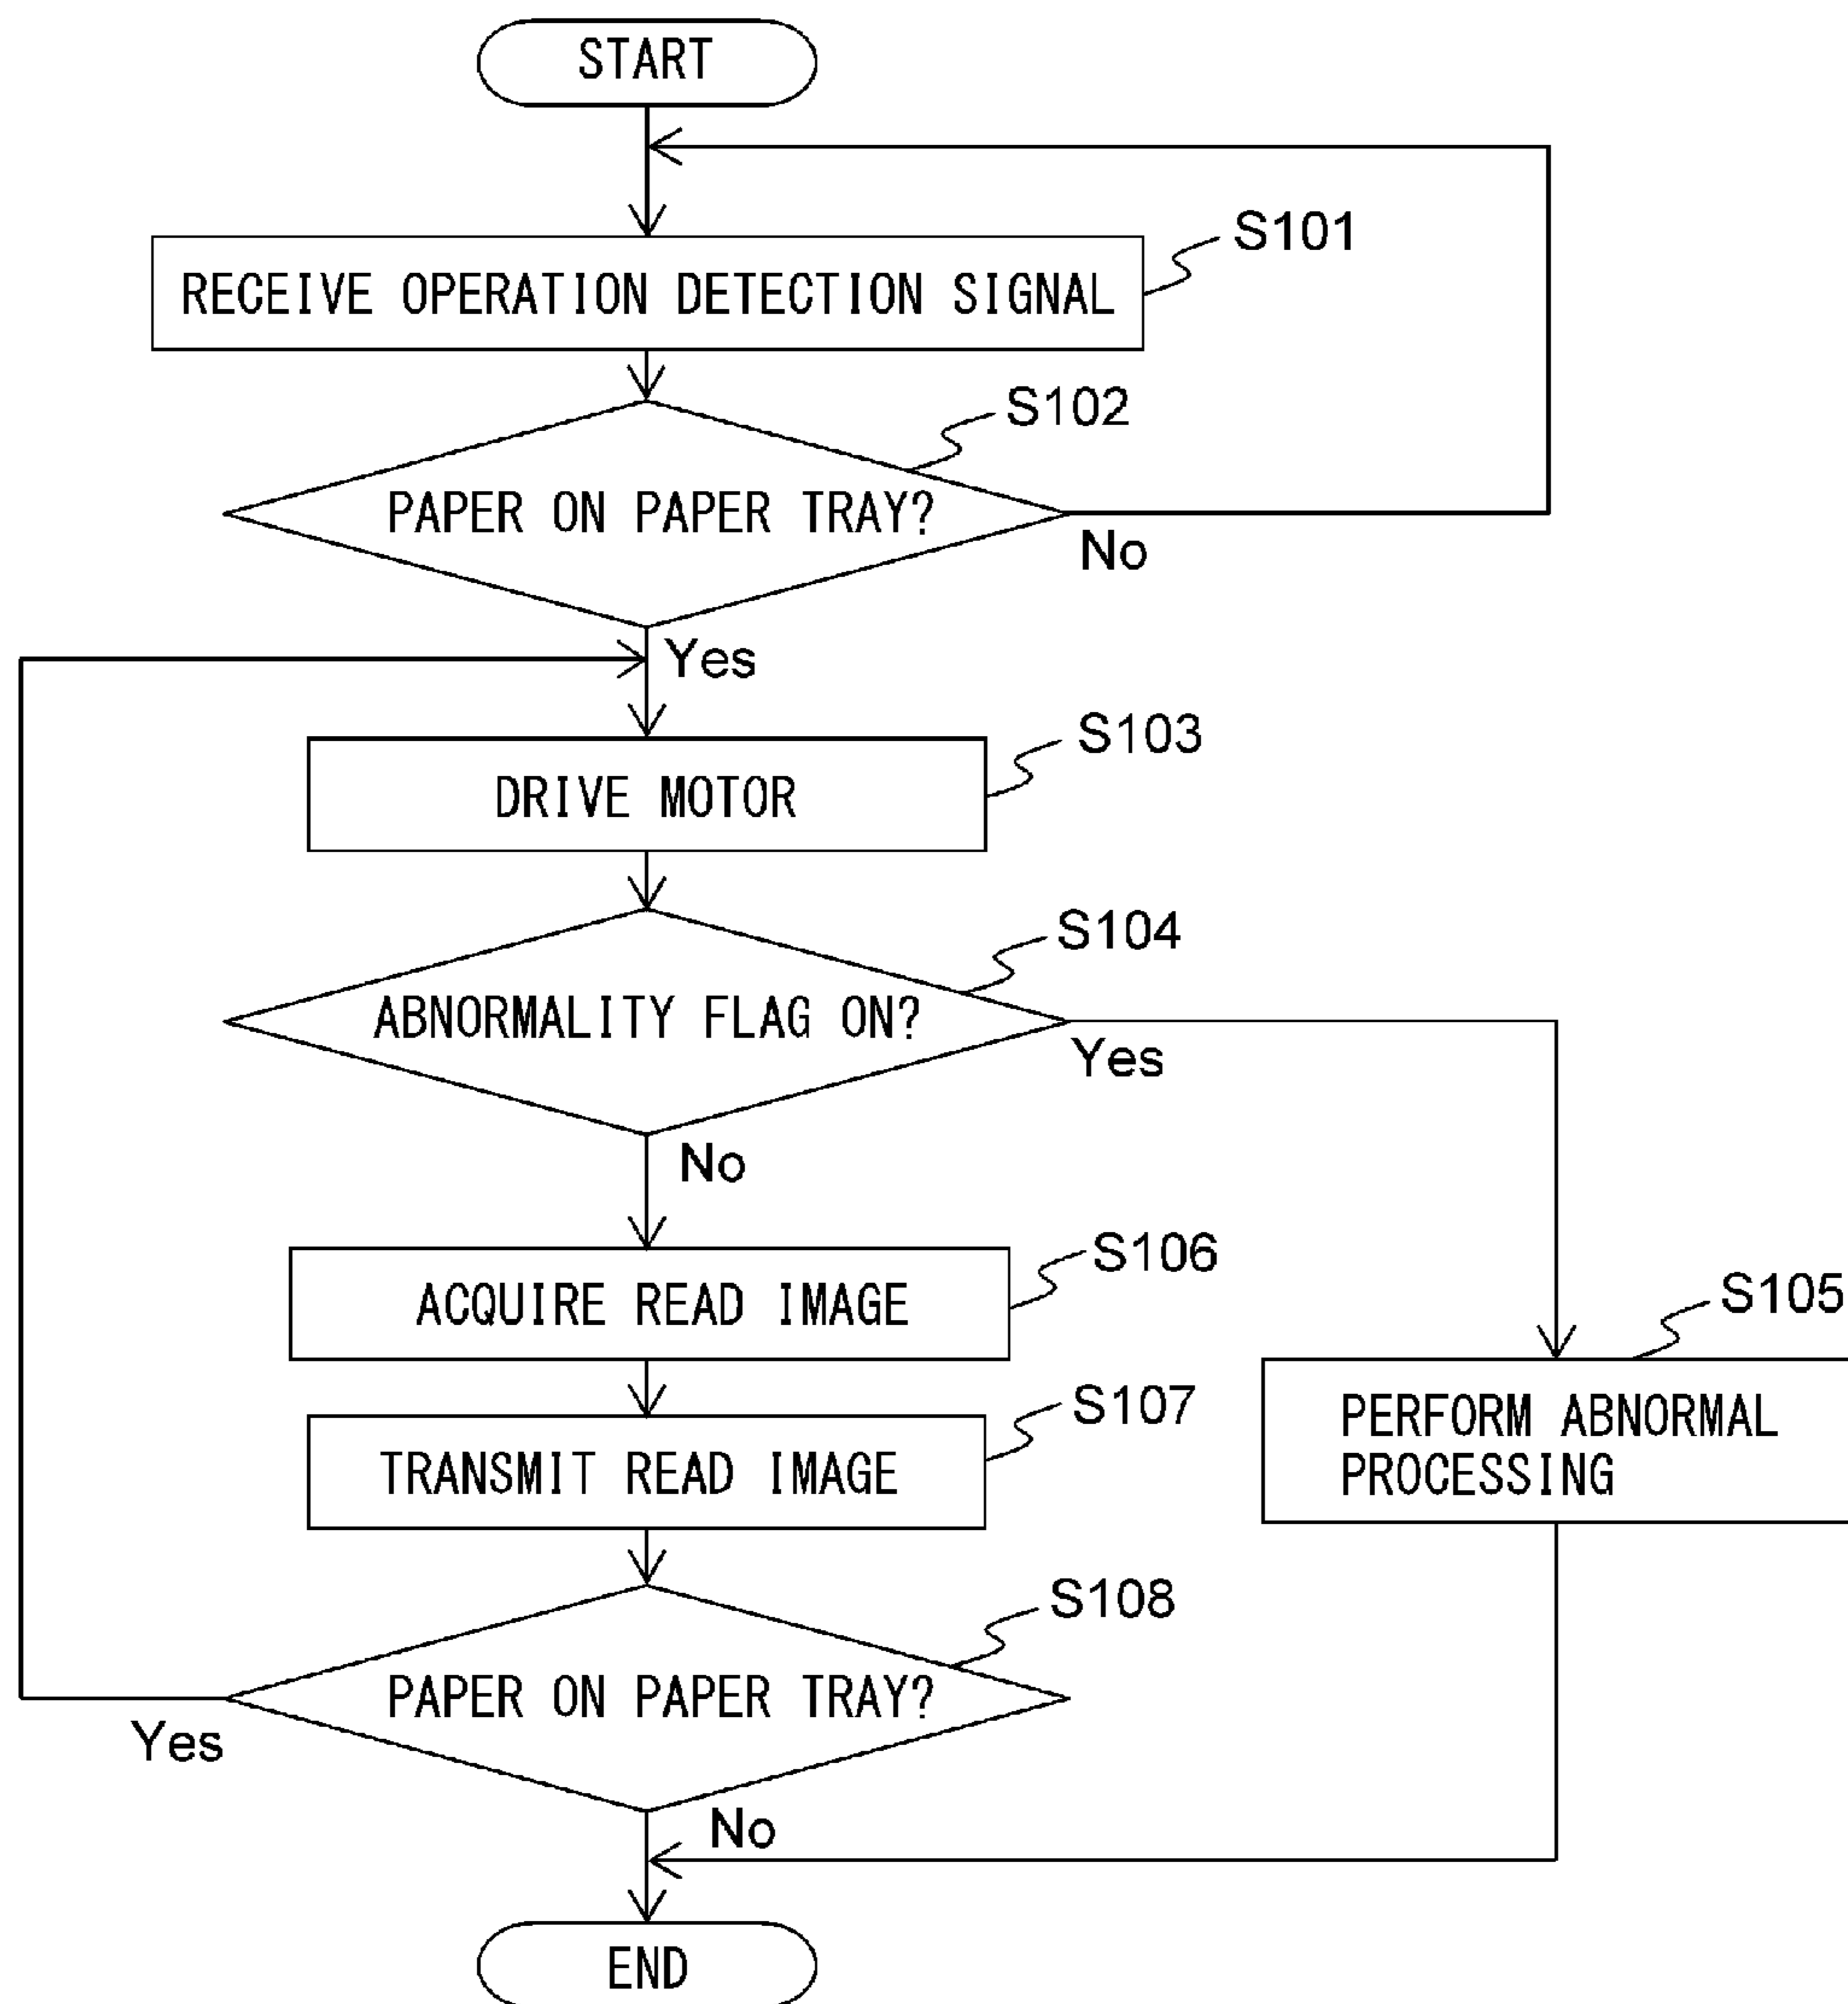 START
S101
RECEIVE OPERATION DETECTION SIGNAL
S102
PAPER ON PAPER TRAY?
No
Yes
S103
DRIVE MOTOR
S104
ABNORMALITY FLAG ON?
Yes
No
S106
ACQUIRE READ IMAGE
S105
PERFORM ABNORMAL
PROCESSING
S107
TRANSMIT READ IMAGE
S108
PAPER ON PAPER TRAY?
Yes
No
END